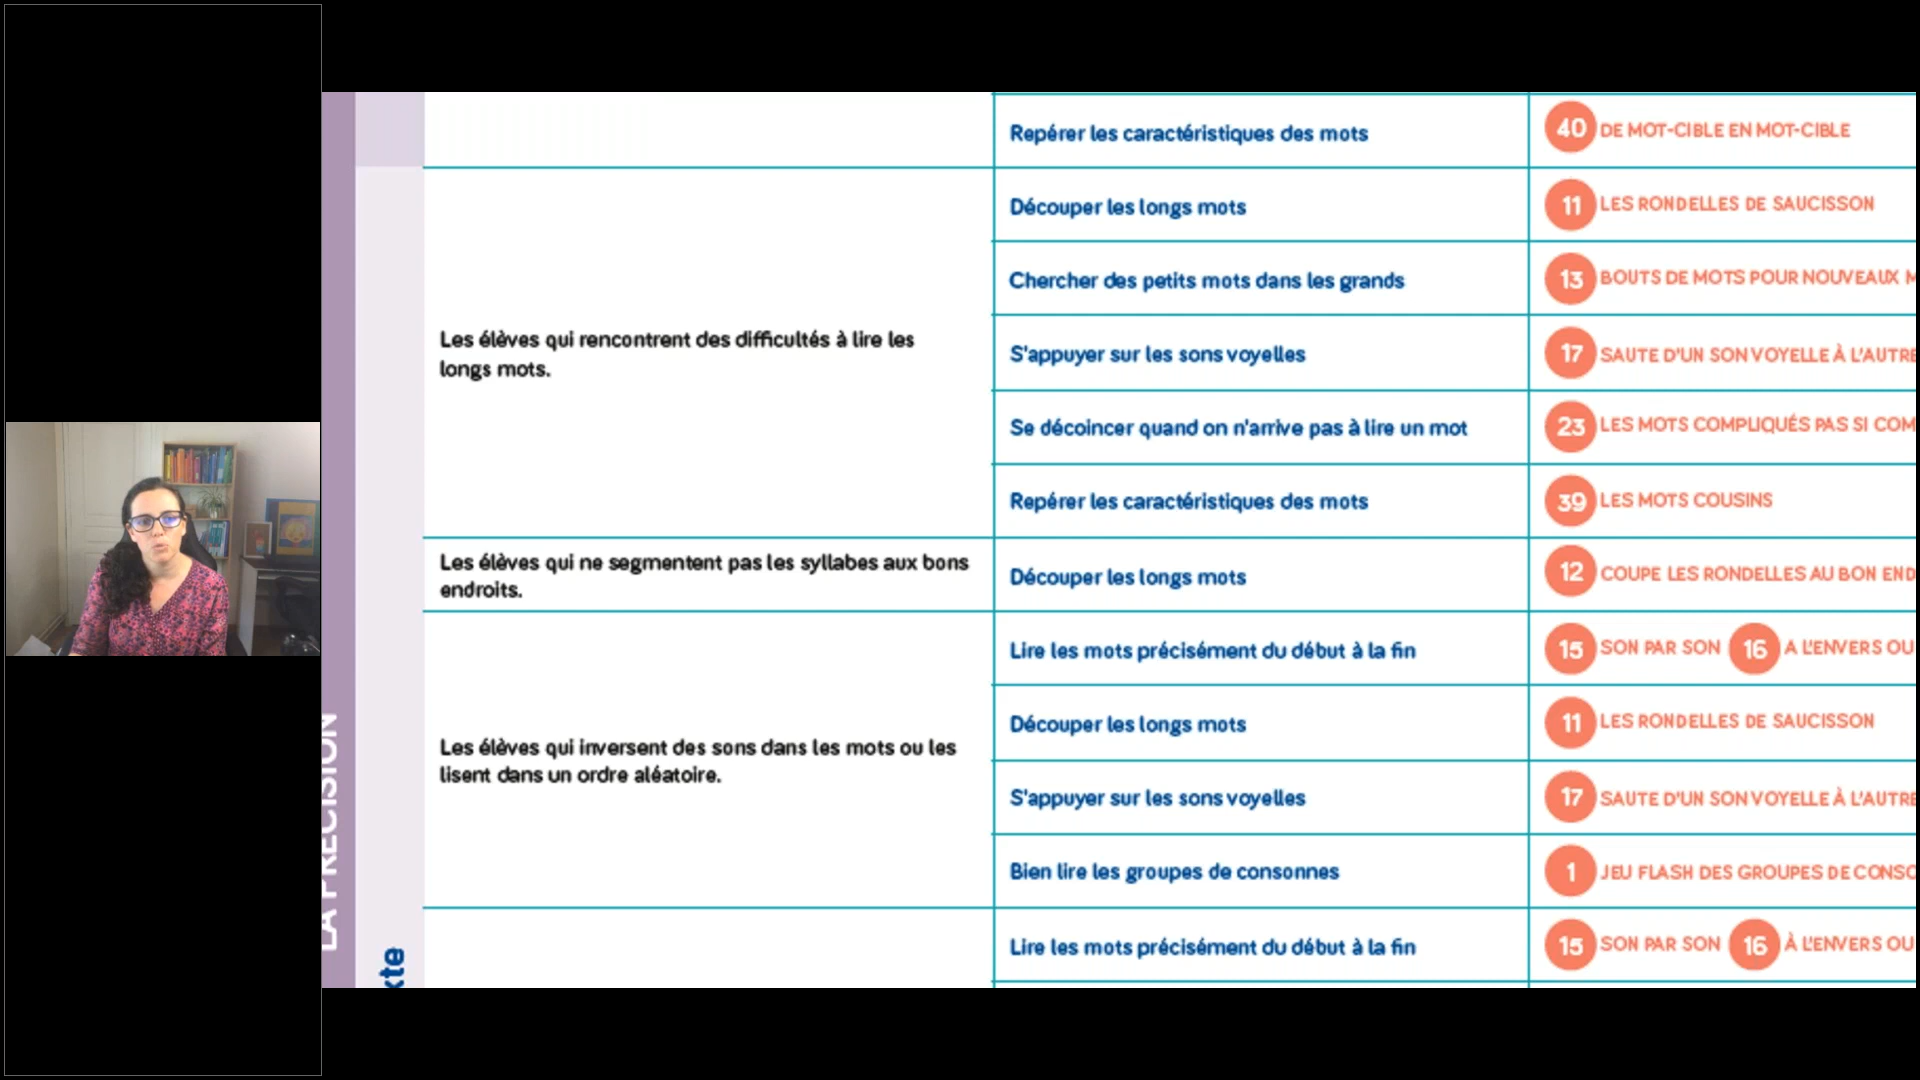 Repérer les caractéristiques des mots
40 DE MOT-CIBLE EN MOT-CIBLE
Les élèves qui rencontrent des difficultés à lire les
longs mots.
Découper les longs mots
11 LES RONDELLES DE SAUCISSON
Chercher des petits mots dans les grands
13 BOUTS DE MOTS POUR NOUVEAUX M
S'appuyer sur les sons voyelles
17 SAUTE D'UN SON VOYELLE À L'AUTRE
Se décoincer quand on n'arrive pas à lire un mot
23 LES MOTS COMPLIQUÉS PAS SI COM
Repérer les caractéristiques des mots
39 LES MOTS COUSINS
Les élèves qui ne segmentent pas les syllabes aux bons
endroits.
Découper les longs mots
12 COUPE LES RONDELLES AU BON END
Les élèves qui inversent des sons dans les mots ou les
lisent dans un ordre aléatoire.
Lire les mots précisément du début à la fin
15 SON PAR SON 16 A L'ENVERS OU
Découper les longs mots
11 LES RONDELLES DE SAUCISSON
S'appuyer sur les sons voyelles
17 SAUTE D'UN SON VOYELLE À L'AUTRE
Bien lire les groupes de consonnes
1 JEU FLASH DES GROUPES DE CONSO
Lire les mots précisément du début à la fin
15 SON PAR SON 16 À L'ENVERS OU
LA PRÉCISION
xte